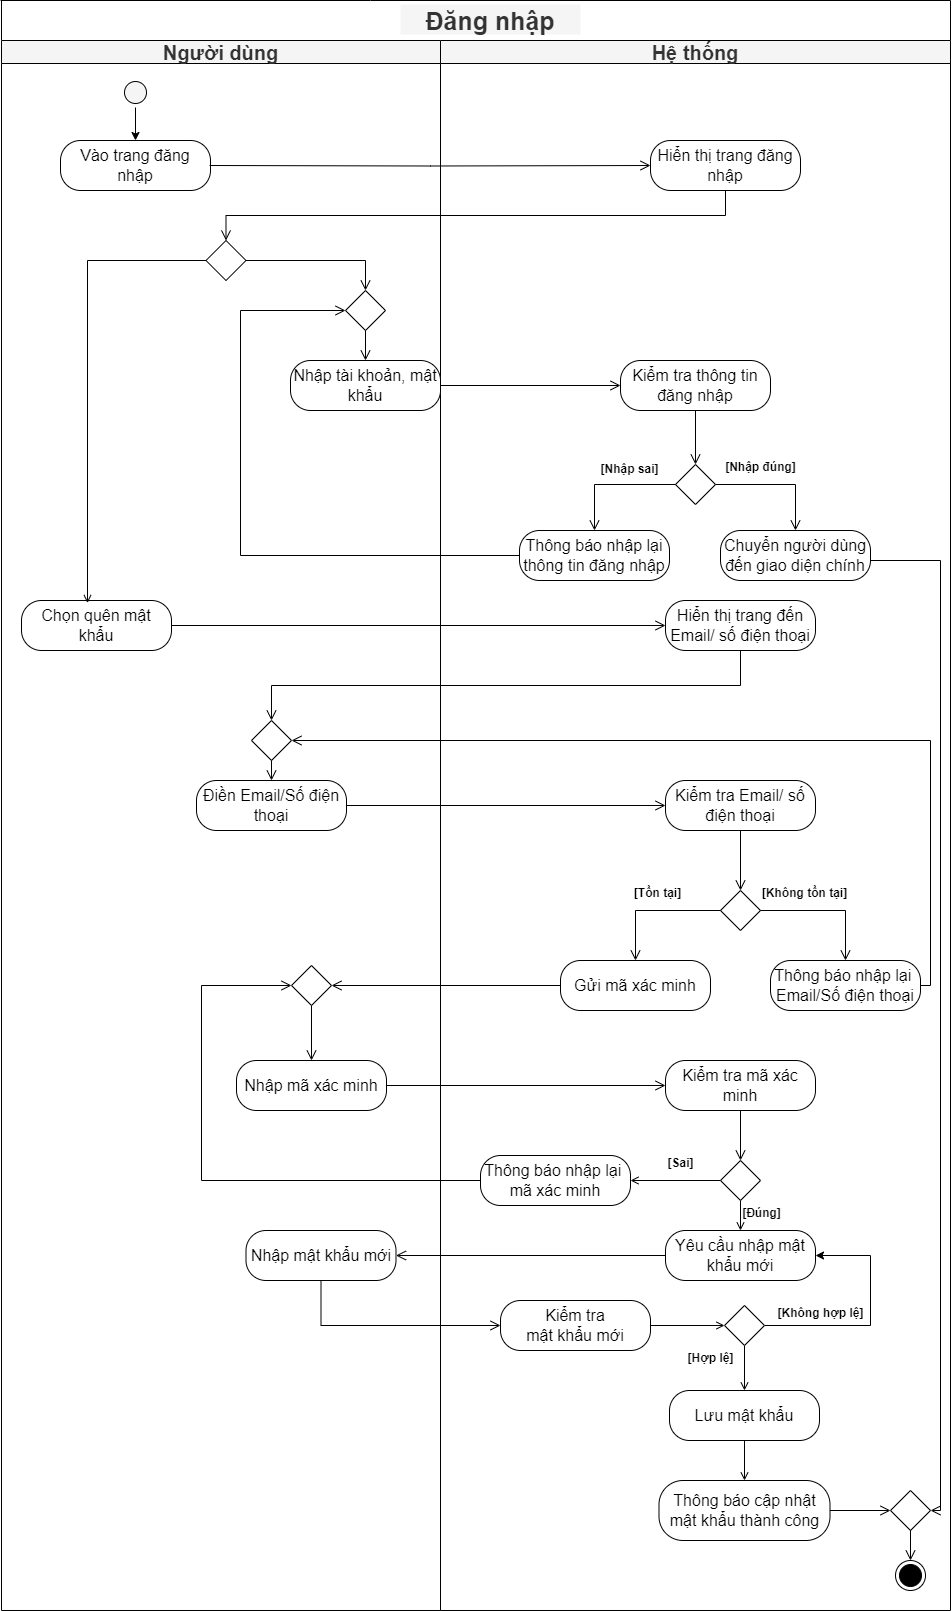 Đăng nhập
Người dùng
Hệ thống
Vào trang đăng
nhập
Hiển thị trang đăng
nhập
Nhập tài khoản, mật
khẩu
Kiểm tra thông tin
đăng nhập
[Nhập sai]
[Nhập đúng]
Thông báo nhập lại
thông tin đăng nhập
Chuyển người dùng
đến giao diện chính
Chọn quên mật
khẩu
Hiển thị trang đến
Email/ số điện thoại
Điền Email/Số điện
thoại
Kiểm tra Email/ số
điện thoại
[Tồn tại]
[Không tồn tại]
Gửi mã xác minh
Thông báo nhập lại
Email/Số điện thoại
Nhập mã xác minh
Kiểm tra mã xác
minh
[Sai]
Thông báo nhập lại
mã xác minh
[Đúng]
Nhập mật khẩu mới
Yêu cầu nhập mật
khẩu mới
Kiểm tra
mật khẩu mới
[Không hợp lệ]
[Hợp lệ]
Lưu mật khẩu
Thông báo cập nhật
mật khẩu thành công